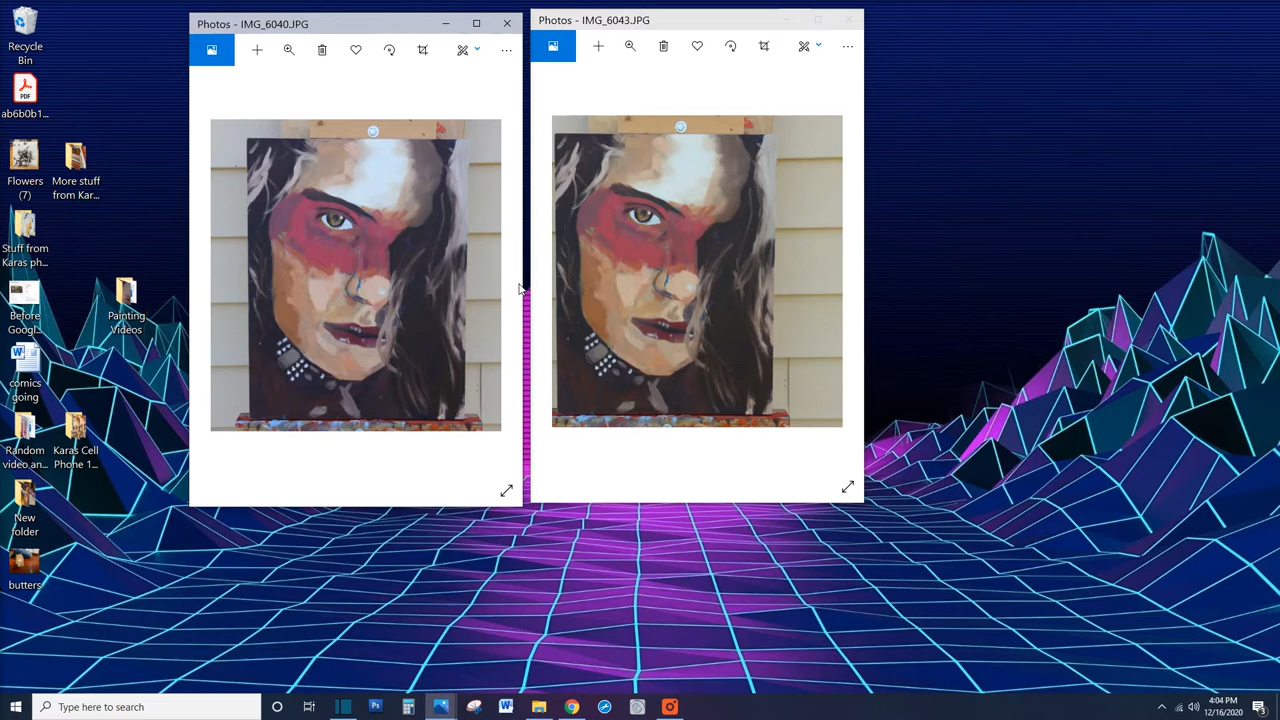 Photos - IMG_6040.JPG
Photos - IMG_6043.JPG
Recycle
Bin
PDF
ab6b0b1...
Flowers
(7)
More stuff
from Kar...
Stuff from
Karas ph...
Before
Googl...
Painting
Videos
comics
going
Random
video an...
Karas Cell
Phone 1...
New
folder
butters
Type here to search
Ps
W
4:04 PM
12/16/2020